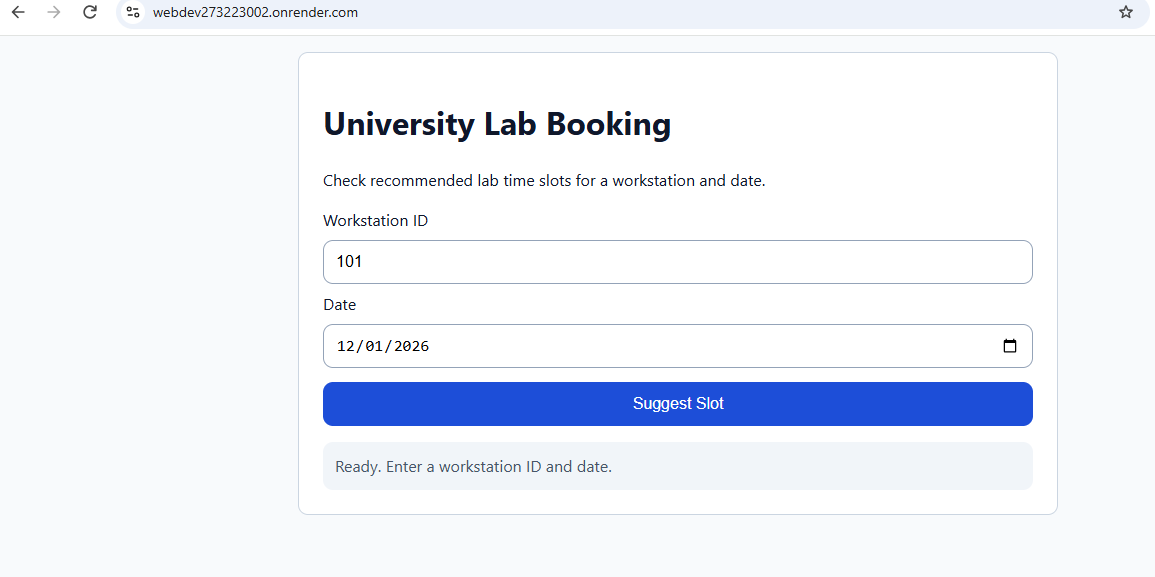 webdev273223002.onrender.com
University Lab Booking
Check recommended lab time slots for a workstation and date.
Workstation ID
101
Date
12/01/2026
Suggest Slot
Ready. Enter a workstation ID and date.